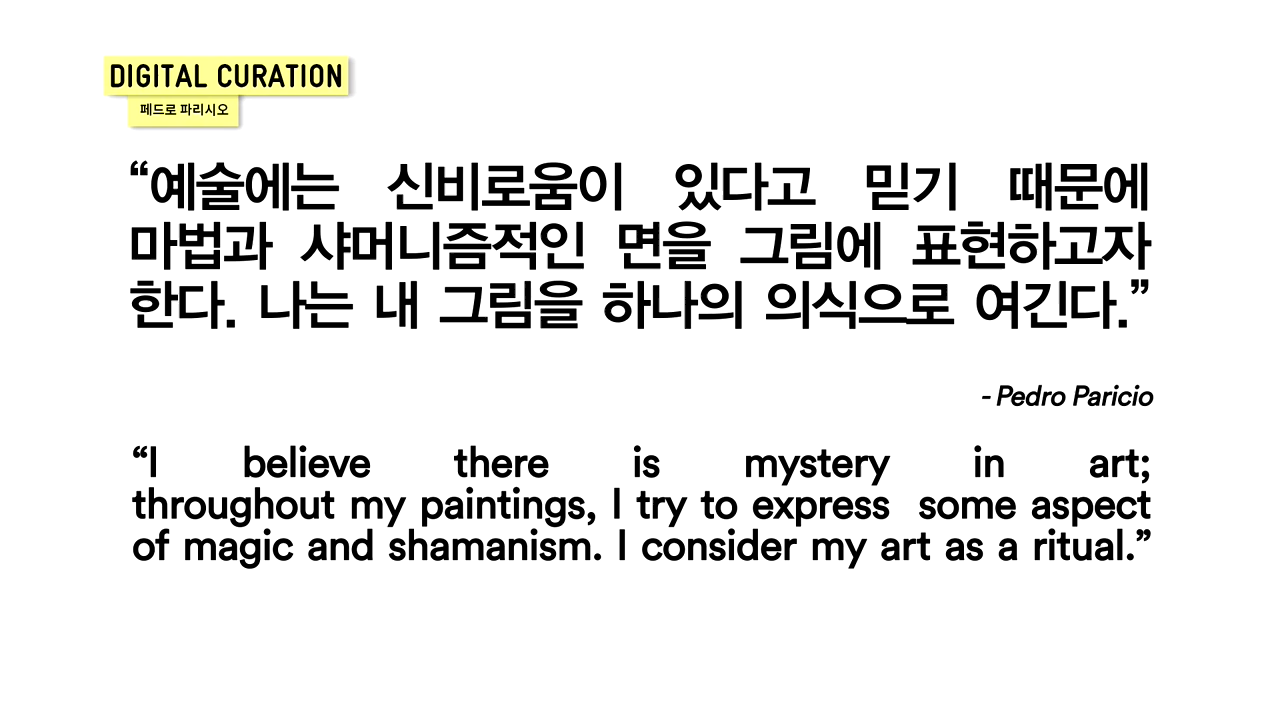 DIGITAL CURATION
페드로 파리시오
“예술에는 신비로움이 있다고 믿기 때문에
마법과 샤머니즘적인 면을 그림에 표현하고자
한다. 나는 내 그림을 하나의 의식으로 여긴다.”
- Pedro Paricio
“I believe there is mystery in art;
throughout my paintings, I try to express some aspect
of magic and shamanism. I consider my art as a ritual.”